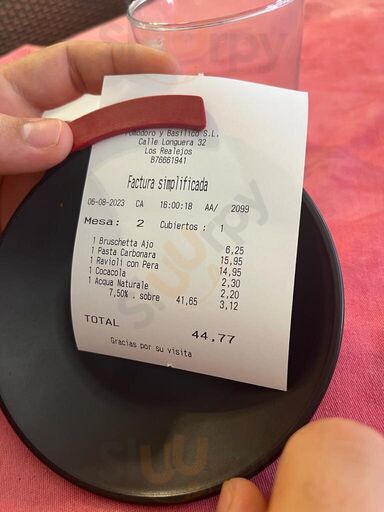 Pomodoro y Basilico S.L.
Calle Longuera 32
Los Realejos
B76661941
Factura simplificada
06-08-2023 CA 16:00:18 AA/ 2099
Mesa: 2 Cubiertos : 1
1 Bruschetta Ajo 6,25
1 Pasta Carbonara 15,95
1 Ravioli con Pera 14,95
1 Cocacola 2,30
1 Acqua Naturale 2,20
7,50% . sobre 41,65 3,12
TOTAL 44,77
Gracias por su visita
Sluurpy
Sluurpy